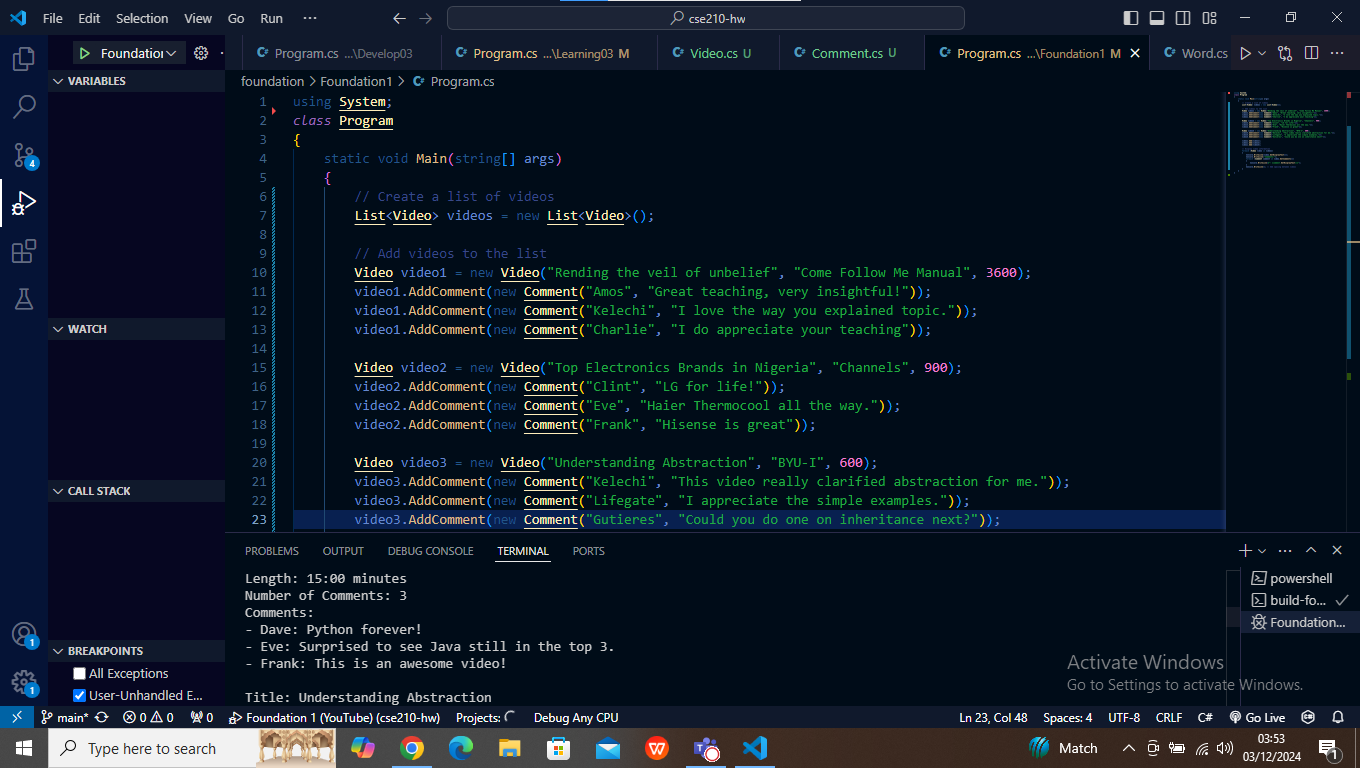 File Edit Selection View Go Run ··· cse210-hw
Foundation
Program.cs ...\Develop03 Program.cs ...\Learning03 M Video.cs U Comment.cs U Program.cs ...\Foundation1 M Word.cs
VARIABLES
foundation > Foundation1 > Program.cs
1 using System;
2 class Program
3 {
4 static void Main(string[] args)
5 {
6 // Create a list of videos
7 List<Video> videos = new List<Video>();
8
9 // Add videos to the list
10 Video video1 = new Video("Rending the veil of unbelief", "Come Follow Me Manual", 3600);
11 video1.AddComment(new Comment("Amos", "Great teaching, very insightful!"));
12 video1.AddComment(new Comment("Kelechi", "I love the way you explained topic."));
13 video1.AddComment(new Comment("Charlie", "I do appreciate your teaching"));
14
15 Video video2 = new Video("Top Electronics Brands in Nigeria", "Channels", 900);
16 video2.AddComment(new Comment("Clint", "LG for life!"));
17 video2.AddComment(new Comment("Eve", "Haier Thermocool all the way."));
18 video2.AddComment(new Comment("Frank", "Hisense is great"));
19
20 Video video3 = new Video("Understanding Abstraction", "BYU-I", 600);
21 video3.AddComment(new Comment("Kelechi", "This video really clarified abstraction for me."));
22 video3.AddComment(new Comment("Lifegate", "I appreciate the simple examples."));
23 video3.AddComment(new Comment("Gutieres", "Could you do one on inheritance next?"));
WATCH
CALL STACK
BREAKPOINTS
All Exceptions
User-Unhandled E...
4
1
1
PROBLEMS OUTPUT DEBUG CONSOLE TERMINAL PORTS
Length: 15:00 minutes
Number of Comments: 3
Comments:
- Dave: Python forever!
- Eve: Surprised to see Java still in the top 3.
- Frank: This is an awesome video!
Title: Understanding Abstraction
powershell
build-fo...
Foundation...
Activate Windows
Go to Settings to activate Windows.
main* 0 0 0 Foundation 1 (YouTube) (cse210-hw) Projects: Debug Any CPU Ln 23, Col 48 Spaces: 4 UTF-8 CRLF C# Go Live
Type here to search Match 03:53
03/12/2024
1